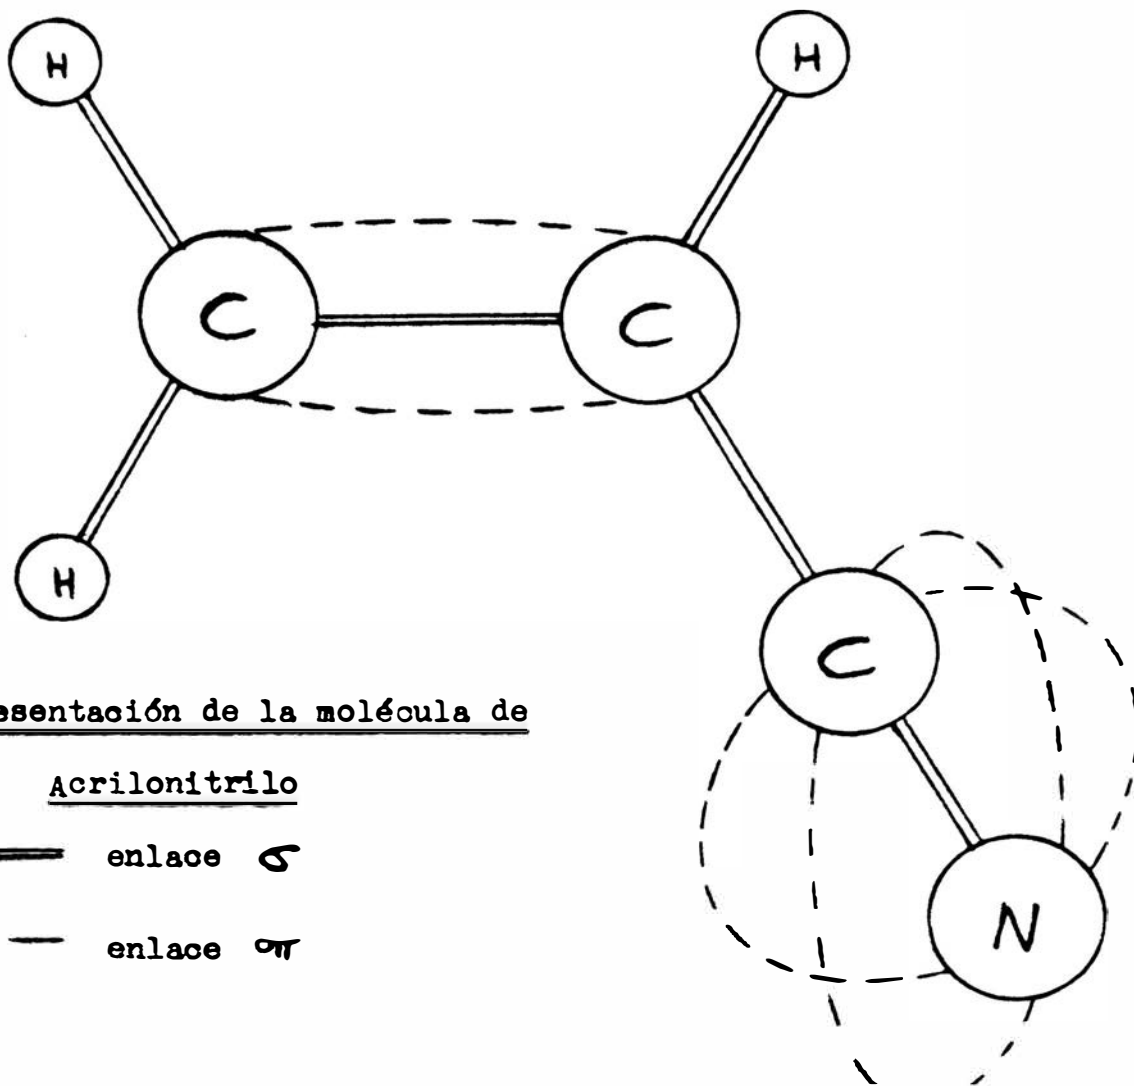 H
H
C
C
H
C
esentación de la molécula de
Acrilonitrilo
enlace σ
N
enlace π